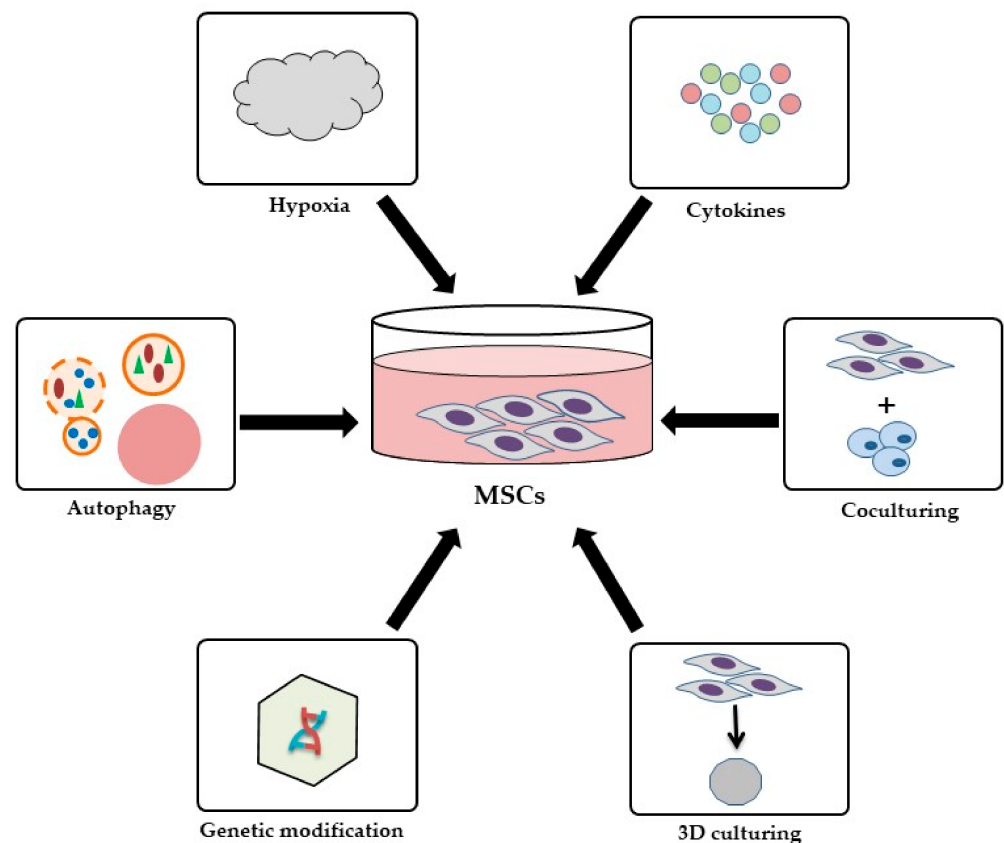 Hypoxia
Cytokines
Autophagy
MSCs
Coculturing
+
Genetic modification
3D culturing